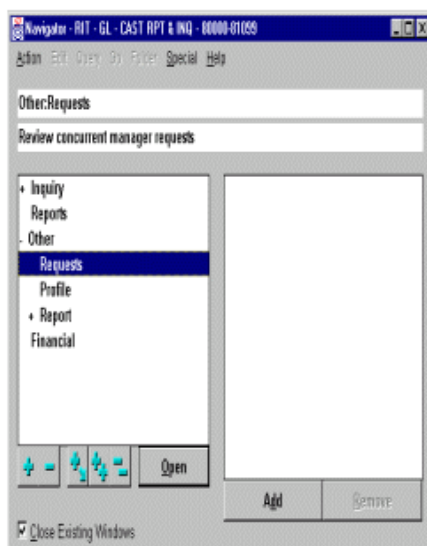 Navigator - RIT - GL - CAST RPT & INQ - 80000-81099
Action Edit Query Go Folder Special Help
Other:Requests
Review concurrent manager requests
+ Inquiry
Reports
- Other
Requests
Profile
+ Report
Financial
Open
Add Remove
Close Existing Windows